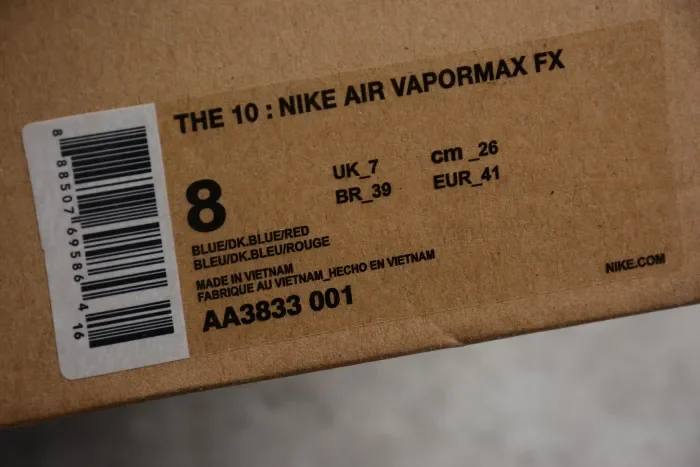 THE 10 : NIKE AIR VAPORMAX FX
8
UK_7
cm_26
BR_39
EUR_41
BLUE/DK.BLUE/RED
BLEU/DK.BLEU/ROUGE
MADE IN VIETNAM
FABRIQUE AU VIETNAM_HECHO EN VIETNAM
AA3833 001
NIKE.COM
8 88507 69586 4 16